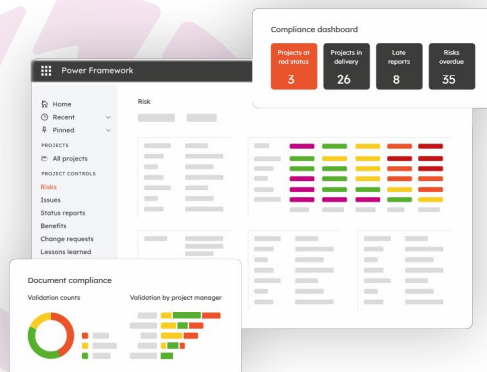 Compliance dashboard
Projects at
red status
3
Projects in
delivery
26
Late
reports
8
Risks
overdue
35
Power Framework
Home
Recent
Pinned
PROJECTS
All projects
PROJECT CONTROLS
Risks
Issues
Status reports
Benefits
Change requests
Lessons learned
Risk
Document compliance
Validation counts
Validation by project manager